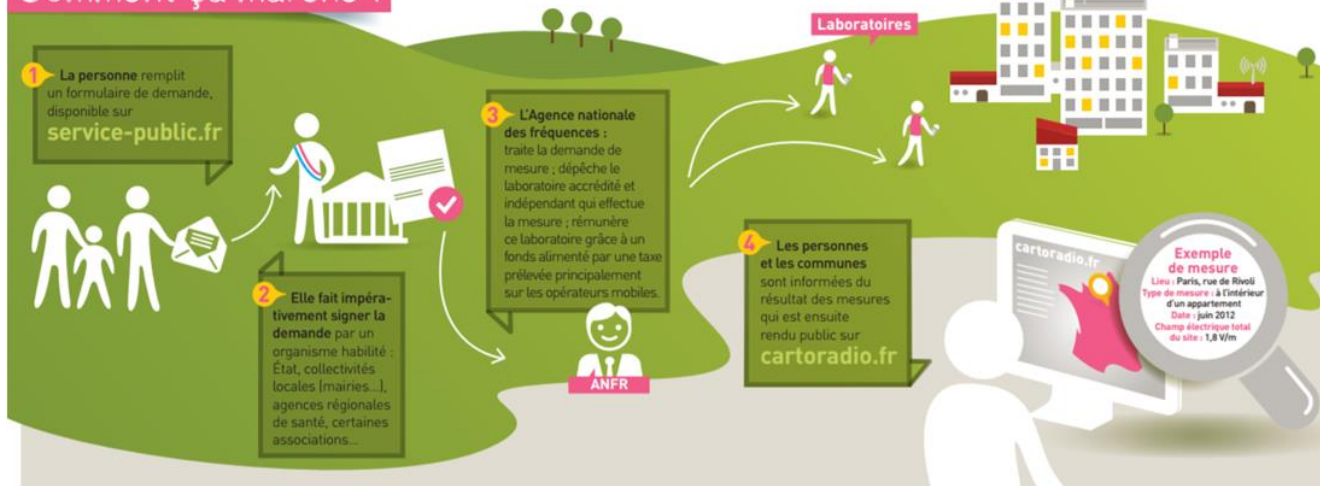 Comment ça marche ?
1 La personne remplit
un formulaire de demande,
disponible sur
service-public.fr
2 Elle fait impéra-
tivement signer la
demande par un
organisme habilité :
État, collectivités
locales (mairies...),
agences régionales
de santé, certaines
associations...
3 L'Agence nationale
des fréquences :
traite la demande de
mesure ; dépêche le
laboratoire accrédité et
indépendant qui effectue
la mesure ; rémunère
ce laboratoire grâce à un
fonds alimenté par une taxe
prélevée principalement
sur les opérateurs mobiles.
ANFR
Laboratoires
4 Les personnes
et les communes
sont informées du
résultat des mesures
qui est ensuite
rendu public sur
cartoradio.fr
cartoradio.fr
Exemple
de mesure
Lieu : Paris, rue de Rivoli
Type de mesure : à l'intérieur
d'un appartement
Date : juin 2012
Champ électrique total
du site : 1,8 V/m